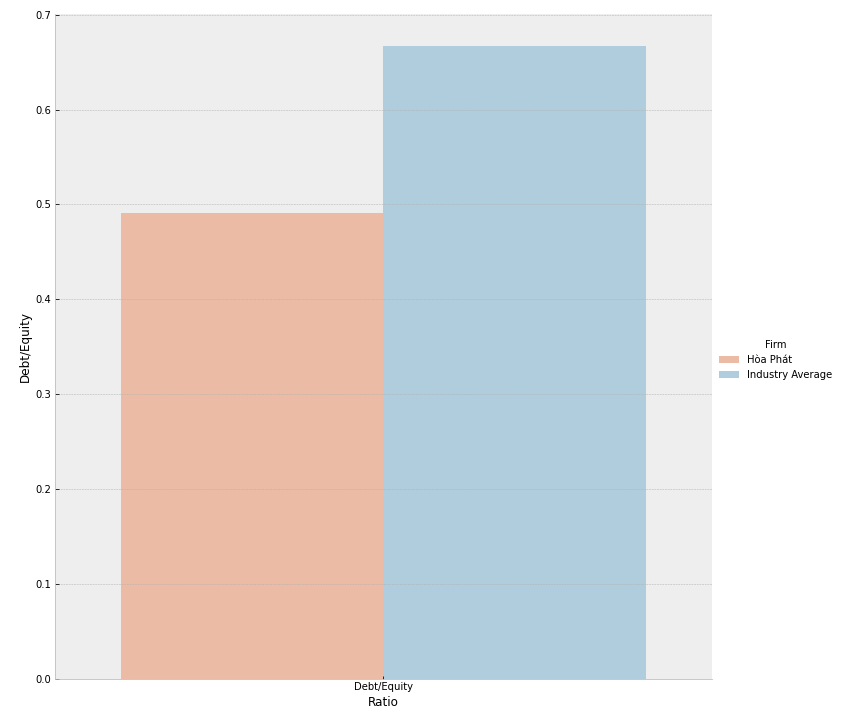 0.7
0.6
0.5
0.4
0.3
0.2
0.1
0.0
Debt/Equity
Debt/Equity
Ratio
Firm
Hòa Phát
Industry Average